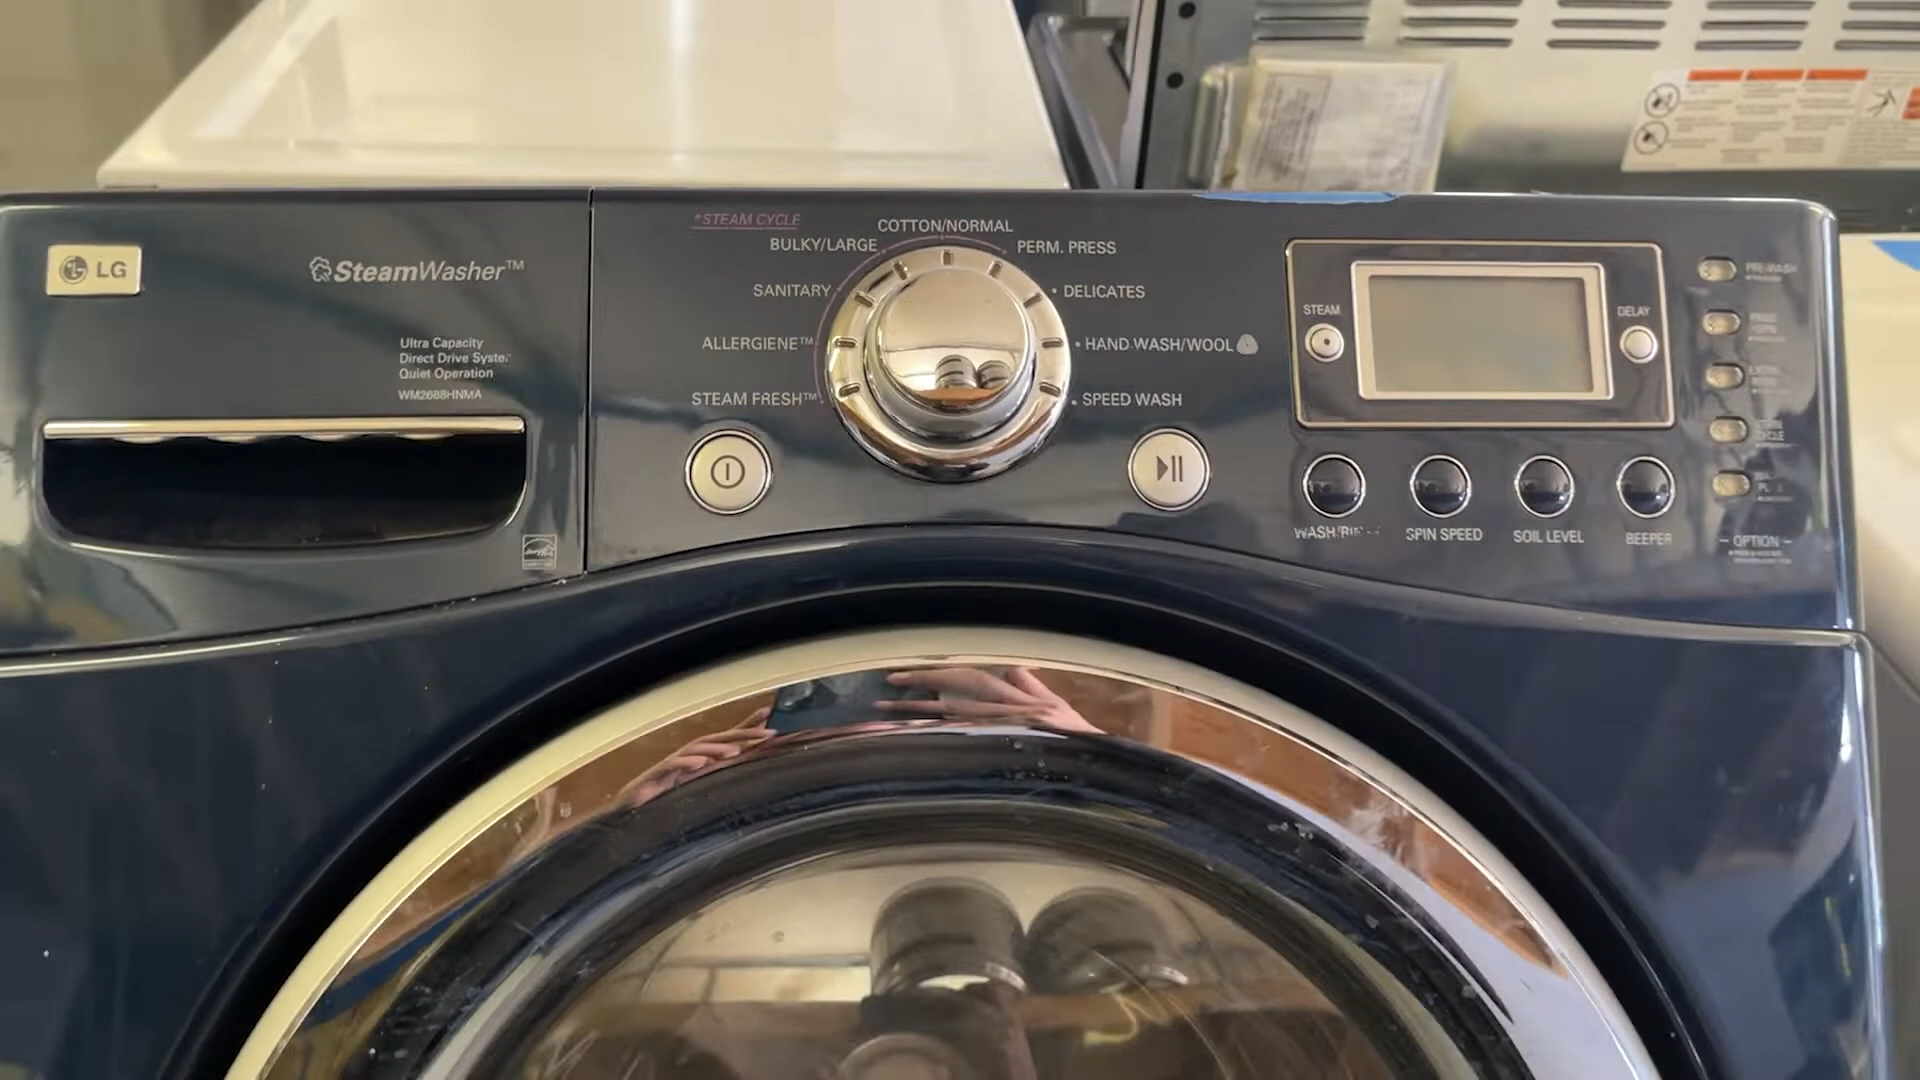 LG
SteamWasher™
Ultra Capacity
Direct Drive System
Quiet Operation
WM2688HNMA
*STEAM CYCLE
COTTON/NORMAL
BULKY/LARGE
PERM. PRESS
SANITARY
DELICATES
ALLERGIENE™
HAND WASH/WOOL
STEAM FRESH™
SPEED WASH
STEAM
DELAY
PRE-WASH
SPIN SPEED
SOIL LEVEL
BEEPER
- OPTION -